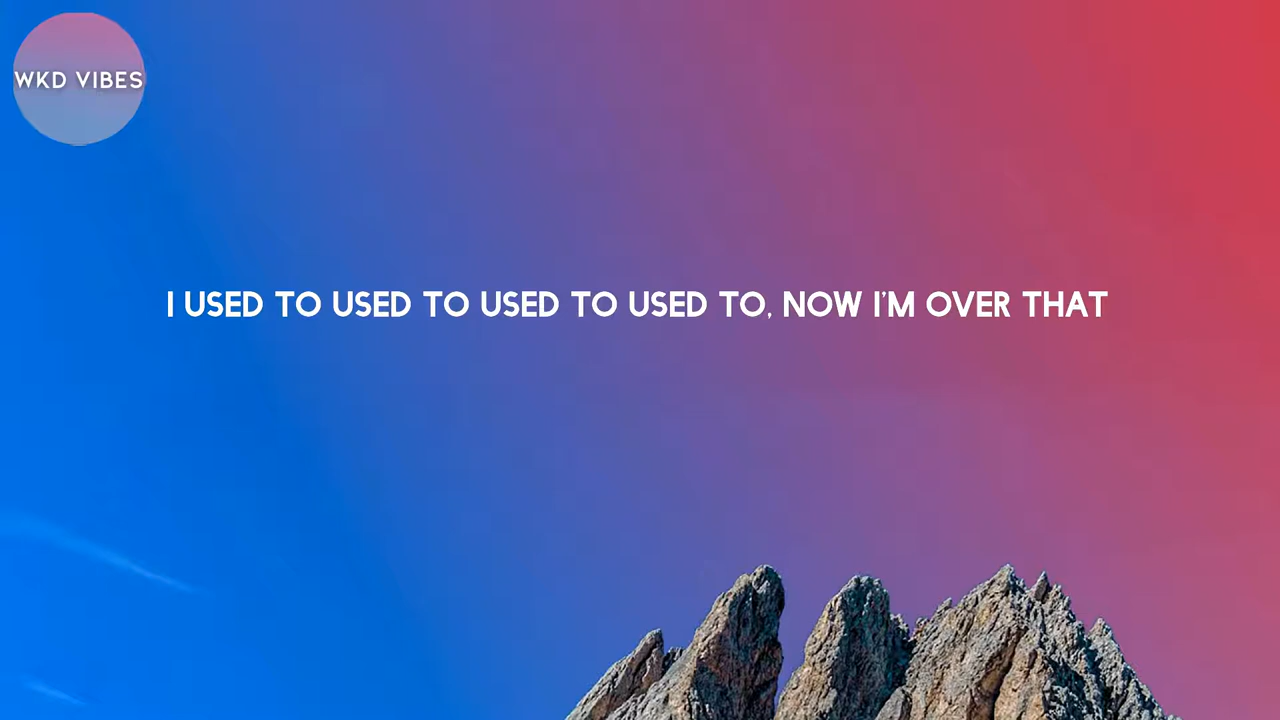 WKD VIBES
I USED TO USED TO USED TO USED TO, NOW I'M OVER THAT